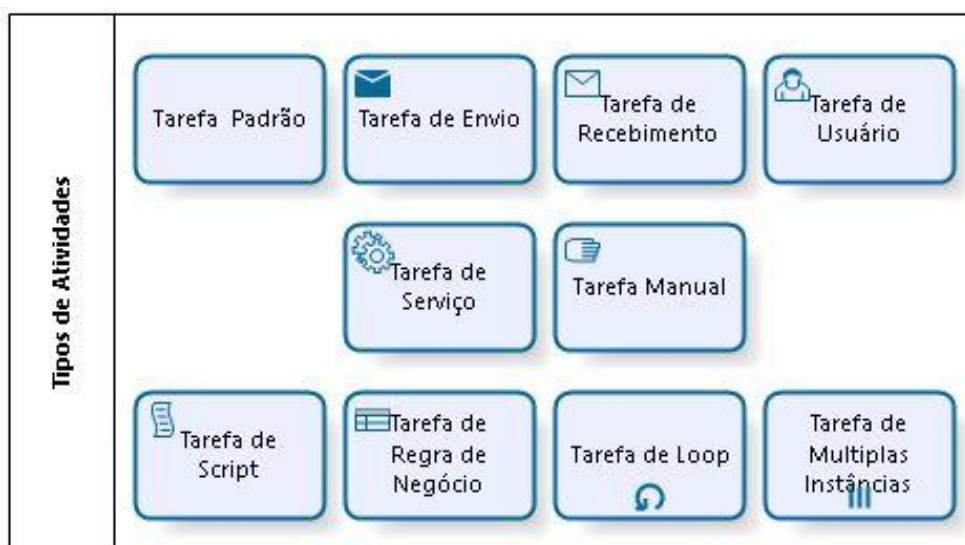 Tipos de Atividades
Tarefa Padrão
Tarefa de Envio
Tarefa de
Recebimento
Tarefa de
Usuário
Tarefa de
Serviço
Tarefa Manual
Tarefa de
Script
Tarefa de
Regra de
Negócio
Tarefa de Loop
Tarefa de
Multiplas
Instâncias